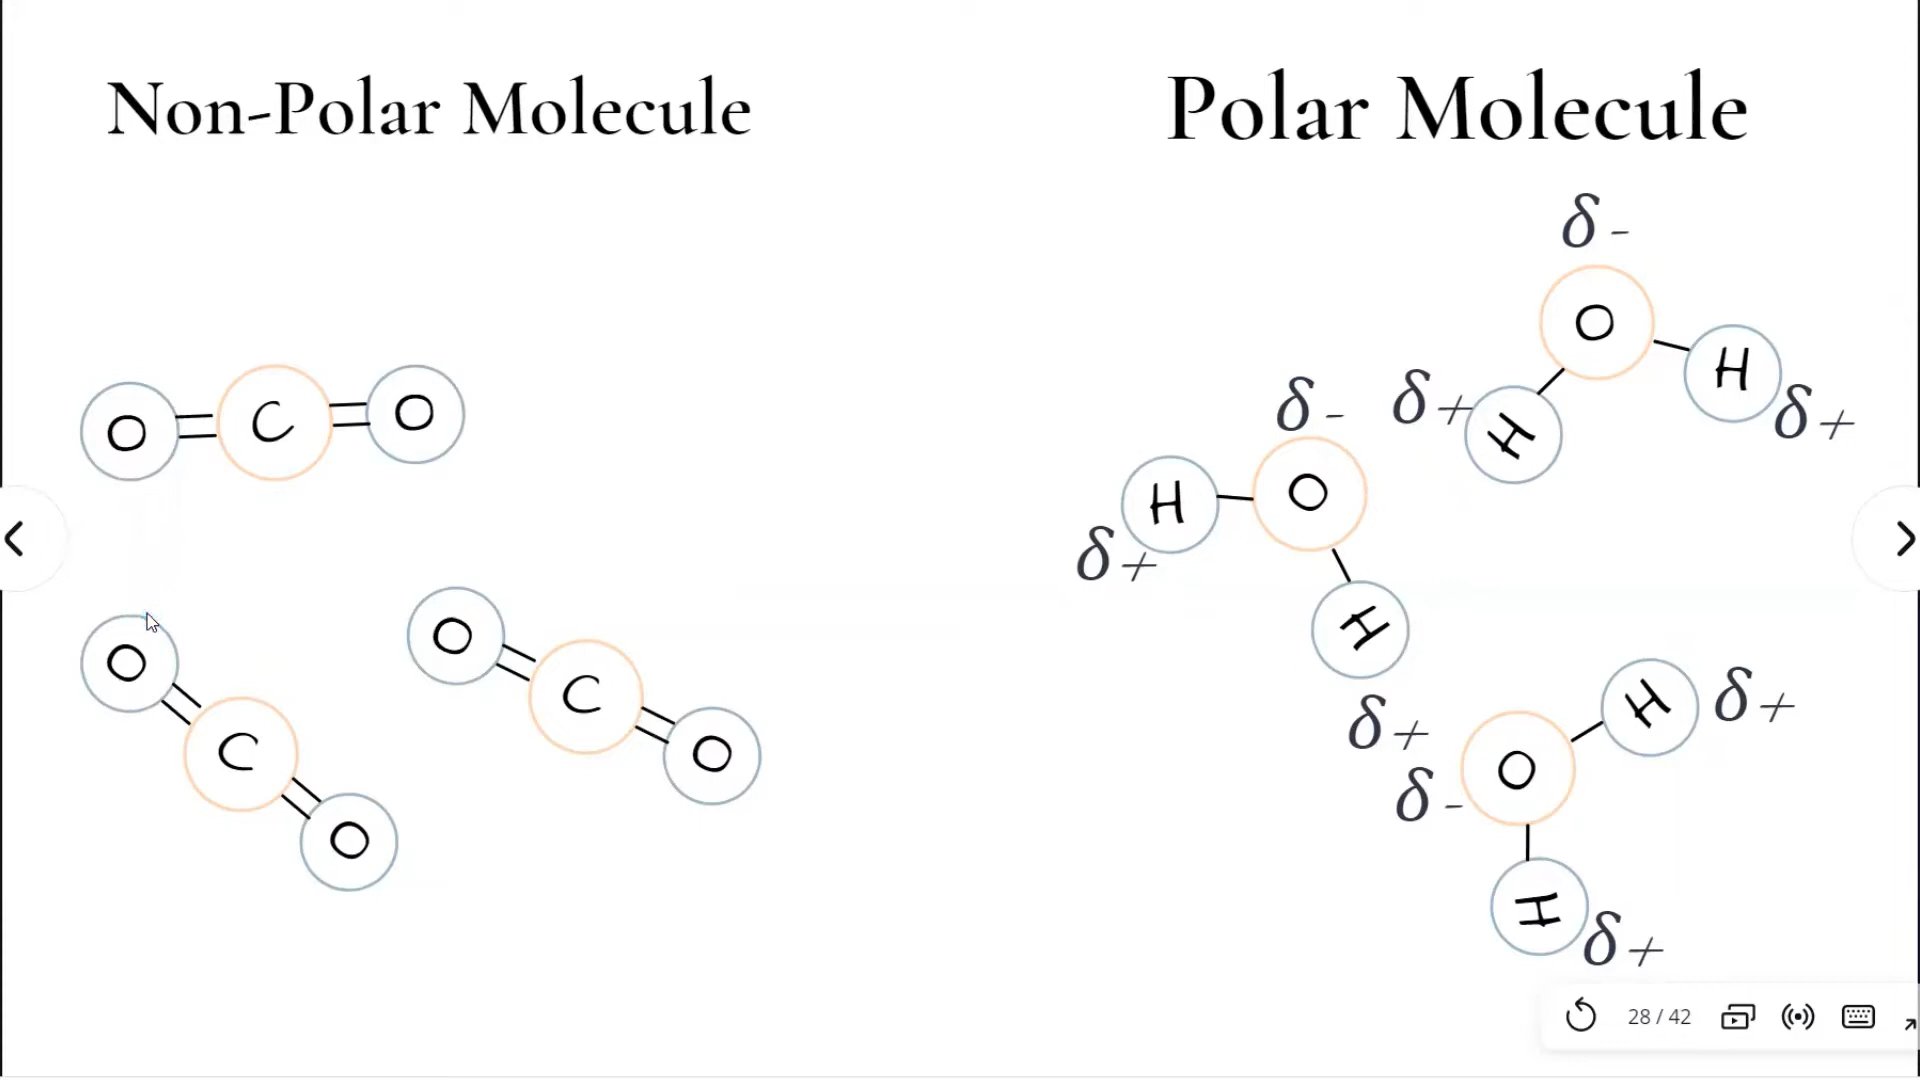 Non-Polar Molecule
O C O
O C O
O C O
Polar Molecule
δ-
O
H δ+
δ+ H
δ-
O
H
δ+
H
δ+
H δ+
O
δ-
H
δ+
28 / 42